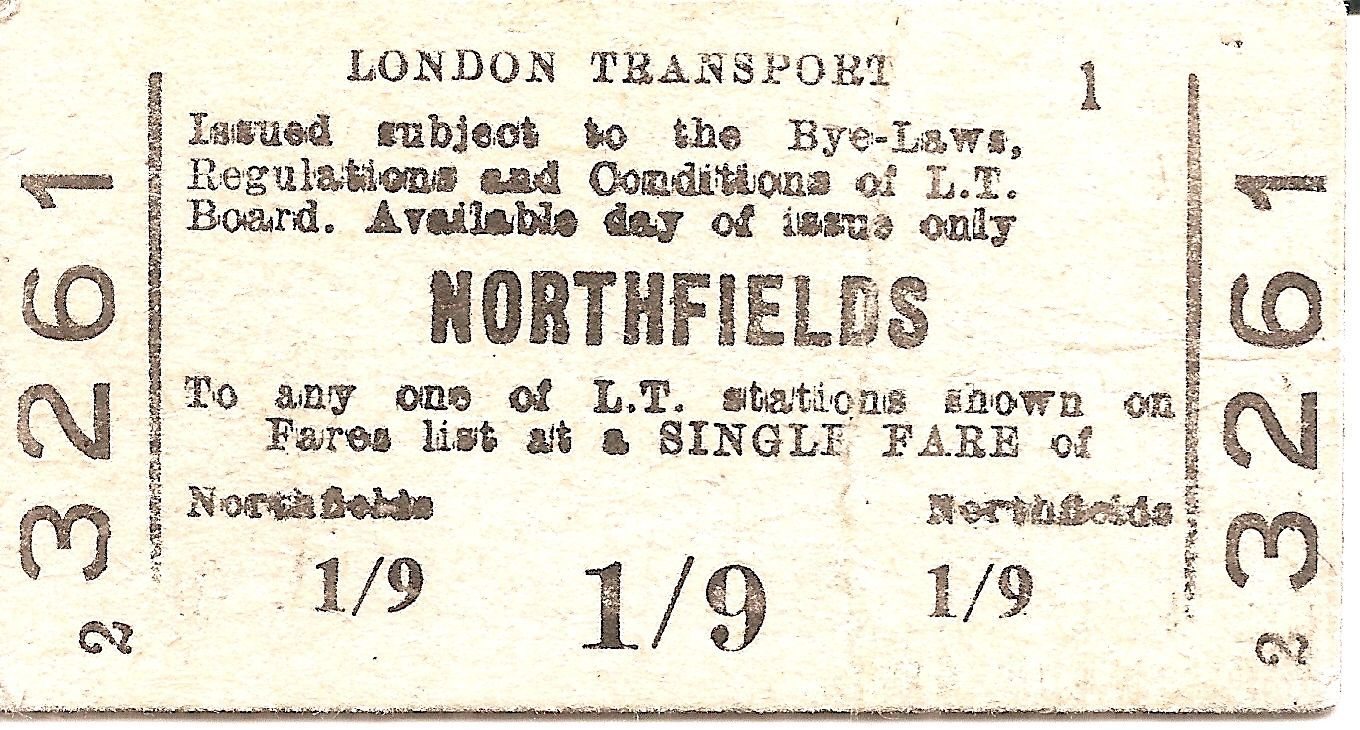 LONDON TRANSPORT 1
Issued subject to the Bye-Laws,
Regulations and Conditions of L.T.
Board. Available day of issue only
NORTHFIELDS
To any one of L.T. stations shown on
Fares list at a SINGLE FARE of
Northfields Northfields
1/9 1/9 1/9
2 3261
2 3261